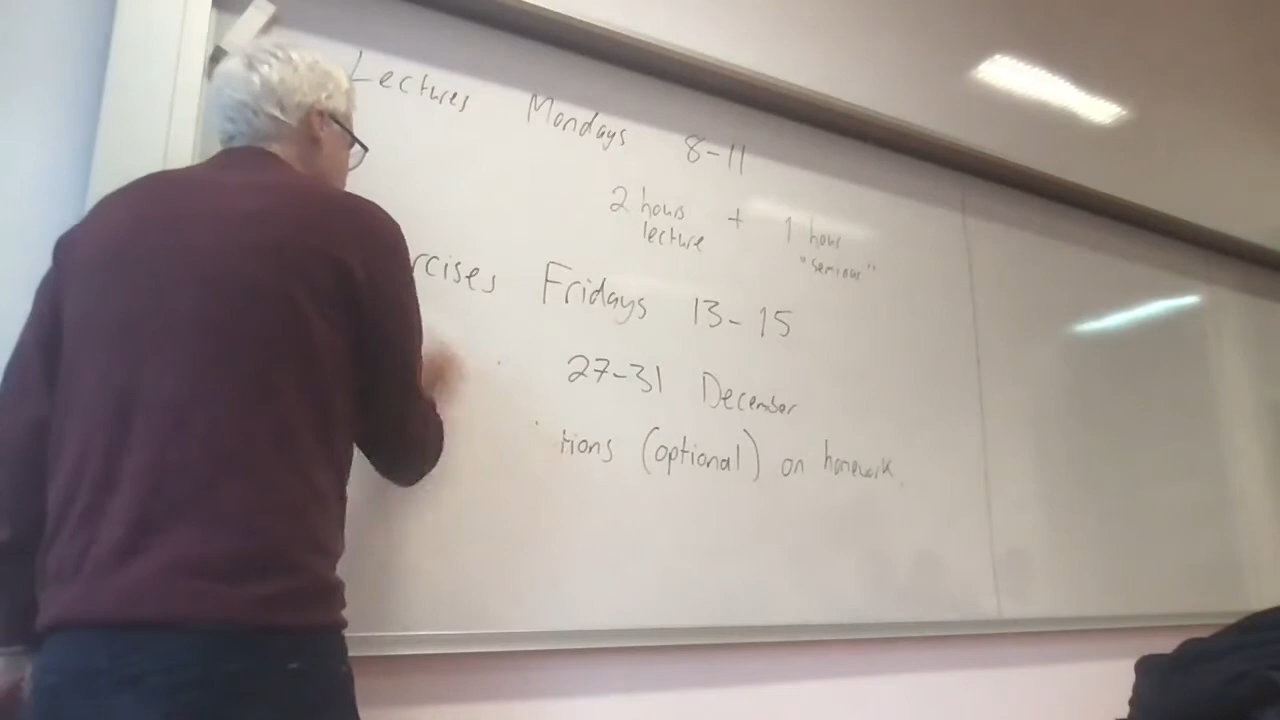 Lectures Mondays 8-11
2 hours + 1 hour
lecture "seminar"
rcises Fridays 13-15
27-31 December
tions (optional) on homework.